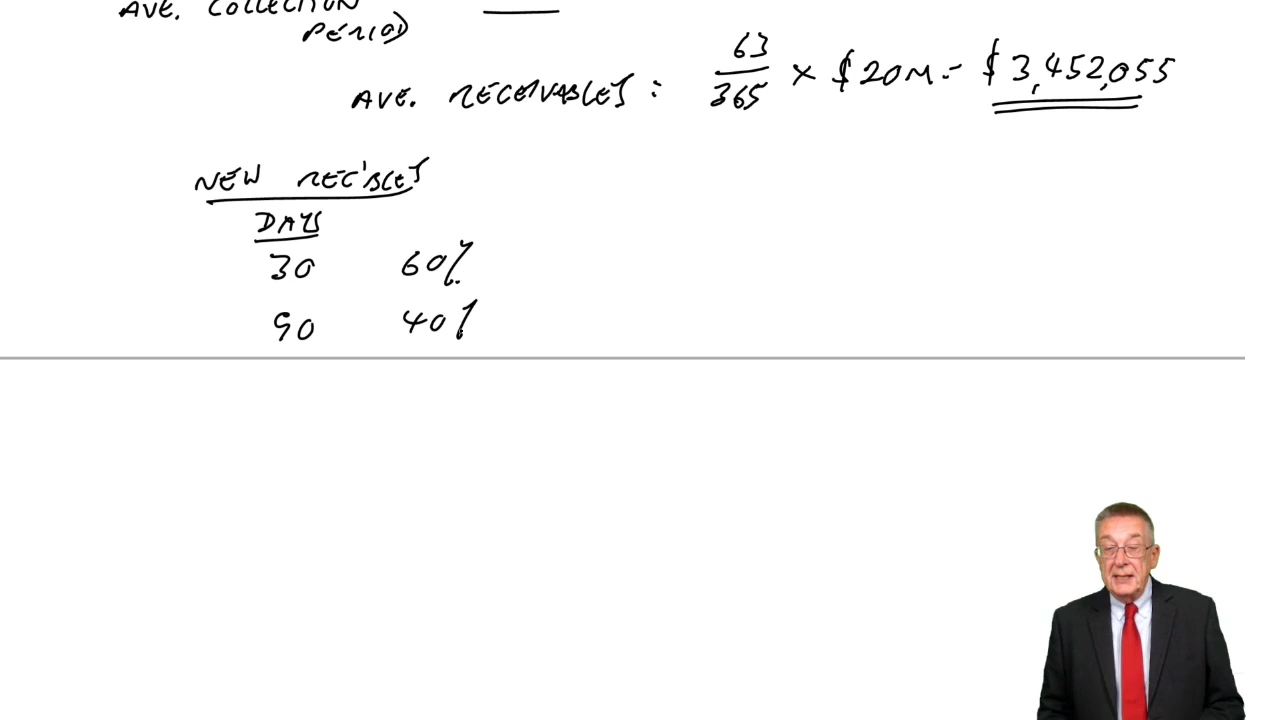 AVE. COLLECTION
PERIOD
AVE. RECEIVABLES : 63/365 × $20M = $3,452,055
NEW REC'BLES
DAYS
30 60%
90 40%